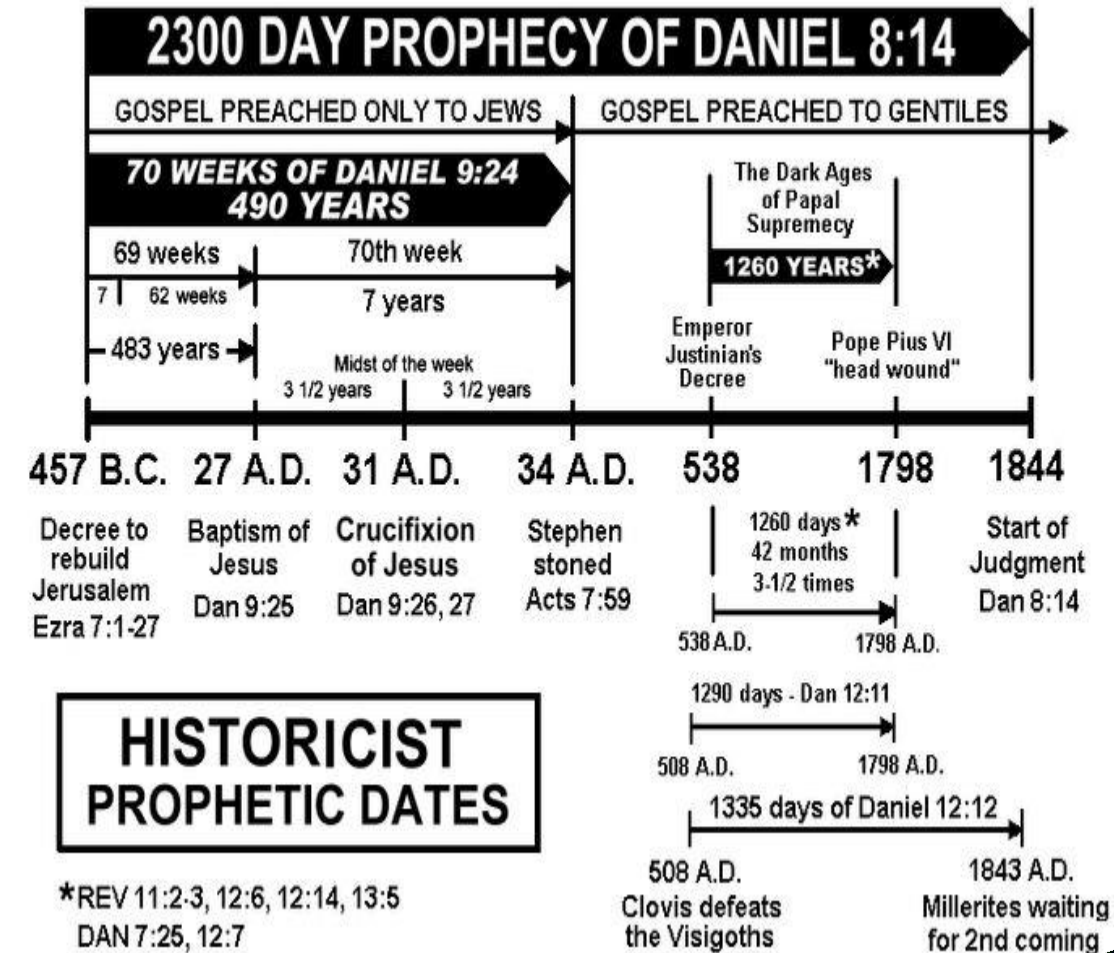 2300 DAY PROPHECY OF DANIEL 8:14
GOSPEL PREACHED ONLY TO JEWS
GOSPEL PREACHED TO GENTILES
70 WEEKS OF DANIEL 9:24
490 YEARS
69 weeks
70th week
7
62 weeks
7 years
483 years
Midst of the week
3 1/2 years
3 1/2 years
The Dark Ages
of Papal
Supremecy
1260 YEARS*
Emperor
Justinian's
Decree
Pope Pius VI
"head wound"
457 B.C.
27 A.D.
31 A.D.
34 A.D.
538
1798
1844
Decree to
rebuild
Jerusalem
Ezra 7:1-27
Baptism of
Jesus
Dan 9:25
Crucifixion
of Jesus
Dan 9:26, 27
Stephen
stoned
Acts 7:59
1260 days*
42 months
3-1/2 times
538 A.D.
1798 A.D.
Start of
Judgment
Dan 8:14
1290 days - Dan 12:11
508 A.D.
1798 A.D.
1335 days of Daniel 12:12
508 A.D.
Clovis defeats
the Visigoths
1843 A.D.
Millerites waiting
for 2nd coming
HISTORICIST
PROPHETIC DATES
*REV 11:2-3, 12:6, 12:14, 13:5
DAN 7:25, 12:7